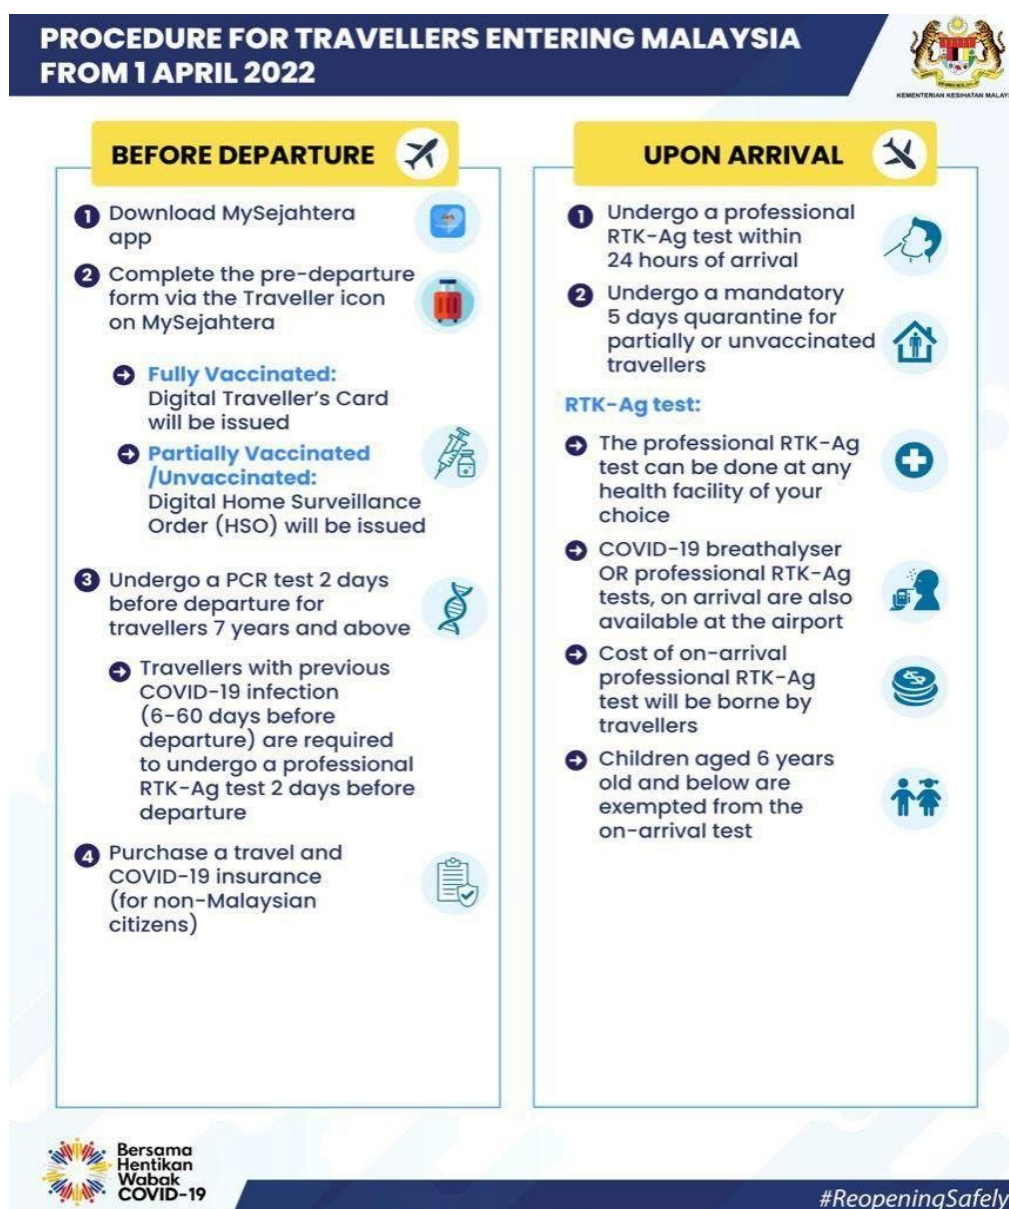 PROCEDURE FOR TRAVELLERS ENTERING MALAYSIA
FROM 1 APRIL 2022
KEMENTERIAN KESIHATAN MALAY
BEFORE DEPARTURE
1 Download MySejahtera
app
2 Complete the pre-departure
form via the Traveller icon
on MySejahtera
Fully Vaccinated:
Digital Traveller's Card
will be issued
Partially Vaccinated
/Unvaccinated:
Digital Home Surveillance
Order (HSO) will be issued
3 Undergo a PCR test 2 days
before departure for
travellers 7 years and above
Travellers with previous
COVID-19 infection
(6-60 days before
departure) are required
to undergo a professional
RTK-Ag test 2 days before
departure
4 Purchase a travel and
COVID-19 insurance
(for non-Malaysian
citizens)
UPON ARRIVAL
1 Undergo a professional
RTK-Ag test within
24 hours of arrival
2 Undergo a mandatory
5 days quarantine for
partially or unvaccinated
travellers
RTK-Ag test:
The professional RTK-Ag
test can be done at any
health facility of your
choice
COVID-19 breathalyser
OR professional RTK-Ag
tests, on arrival are also
available at the airport
Cost of on-arrival
professional RTK-Ag
test will be borne by
travellers
Children aged 6 years
old and below are
exempted from the
on-arrival test
Bersama
Hentikan
Wabak
COVID-19
#ReopeningSafely